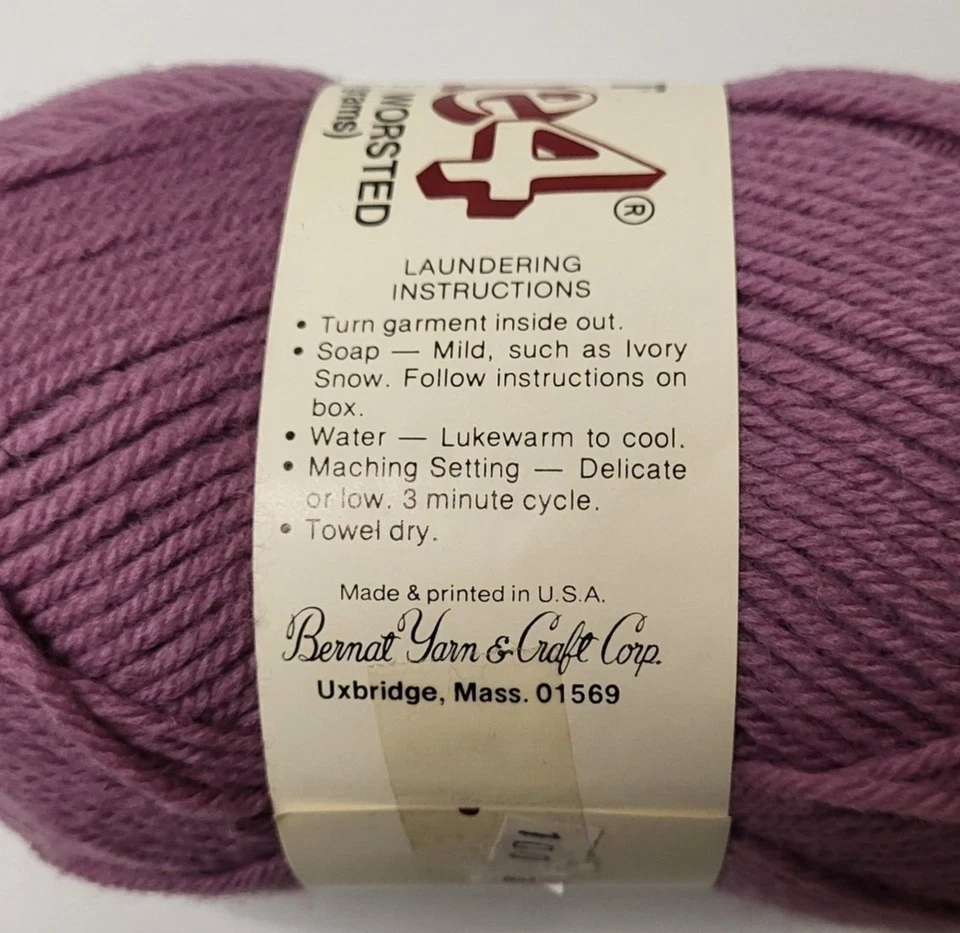 WORSTED
e4®
LAUNDERING
INSTRUCTIONS
• Turn garment inside out.
• Soap — Mild, such as Ivory
Snow. Follow instructions on
box.
• Water — Lukewarm to cool.
• Maching Setting — Delicate
or low. 3 minute cycle.
• Towel dry.
Made & printed in U.S.A.
Bernat Yarn & Craft Corp.
Uxbridge, Mass. 01569
101